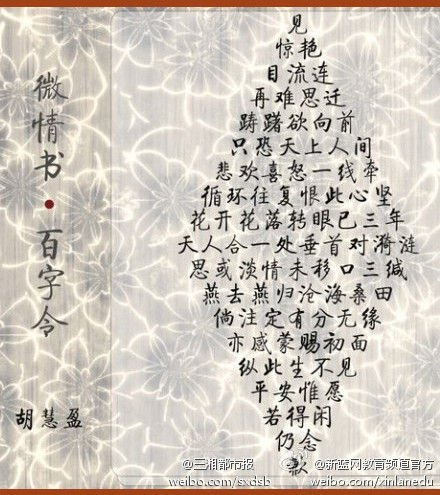 微情书·百字令
胡慧盈
见
惊艳
目流连
再难思迁
踌躇欲向前
只恐天上人间
悲欢喜怒一线牵
循环往复恨此心坚
花开花落转眼已三年
天人合一处垂首对漪涟
思或淡情未移口三缄
燕去燕归沧海桑田
倘注定有分无缘
亦感蒙赐初面
纵此生不见
平安惟愿
若得闲
仍念
@三湘都市报
weibo.com/sxdsb
@新蓝网教育频道官方
weibo.com/xinlanedu